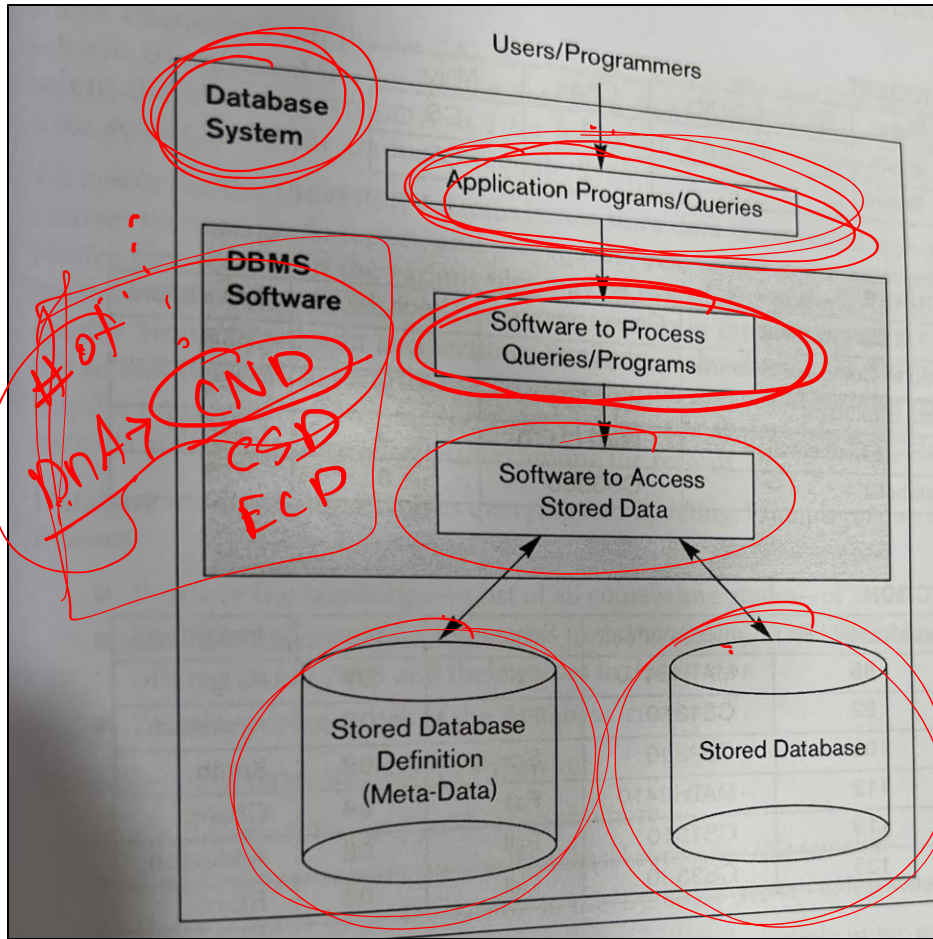 Users/Programmers
Database
System
Application Programs/Queries
DBMS
Software
Software to Process
Queries/Programs
# of
DnA → CND
CSD
ECP
Software to Access
Stored Data
Stored Database
Definition
(Meta-Data)
Stored Database